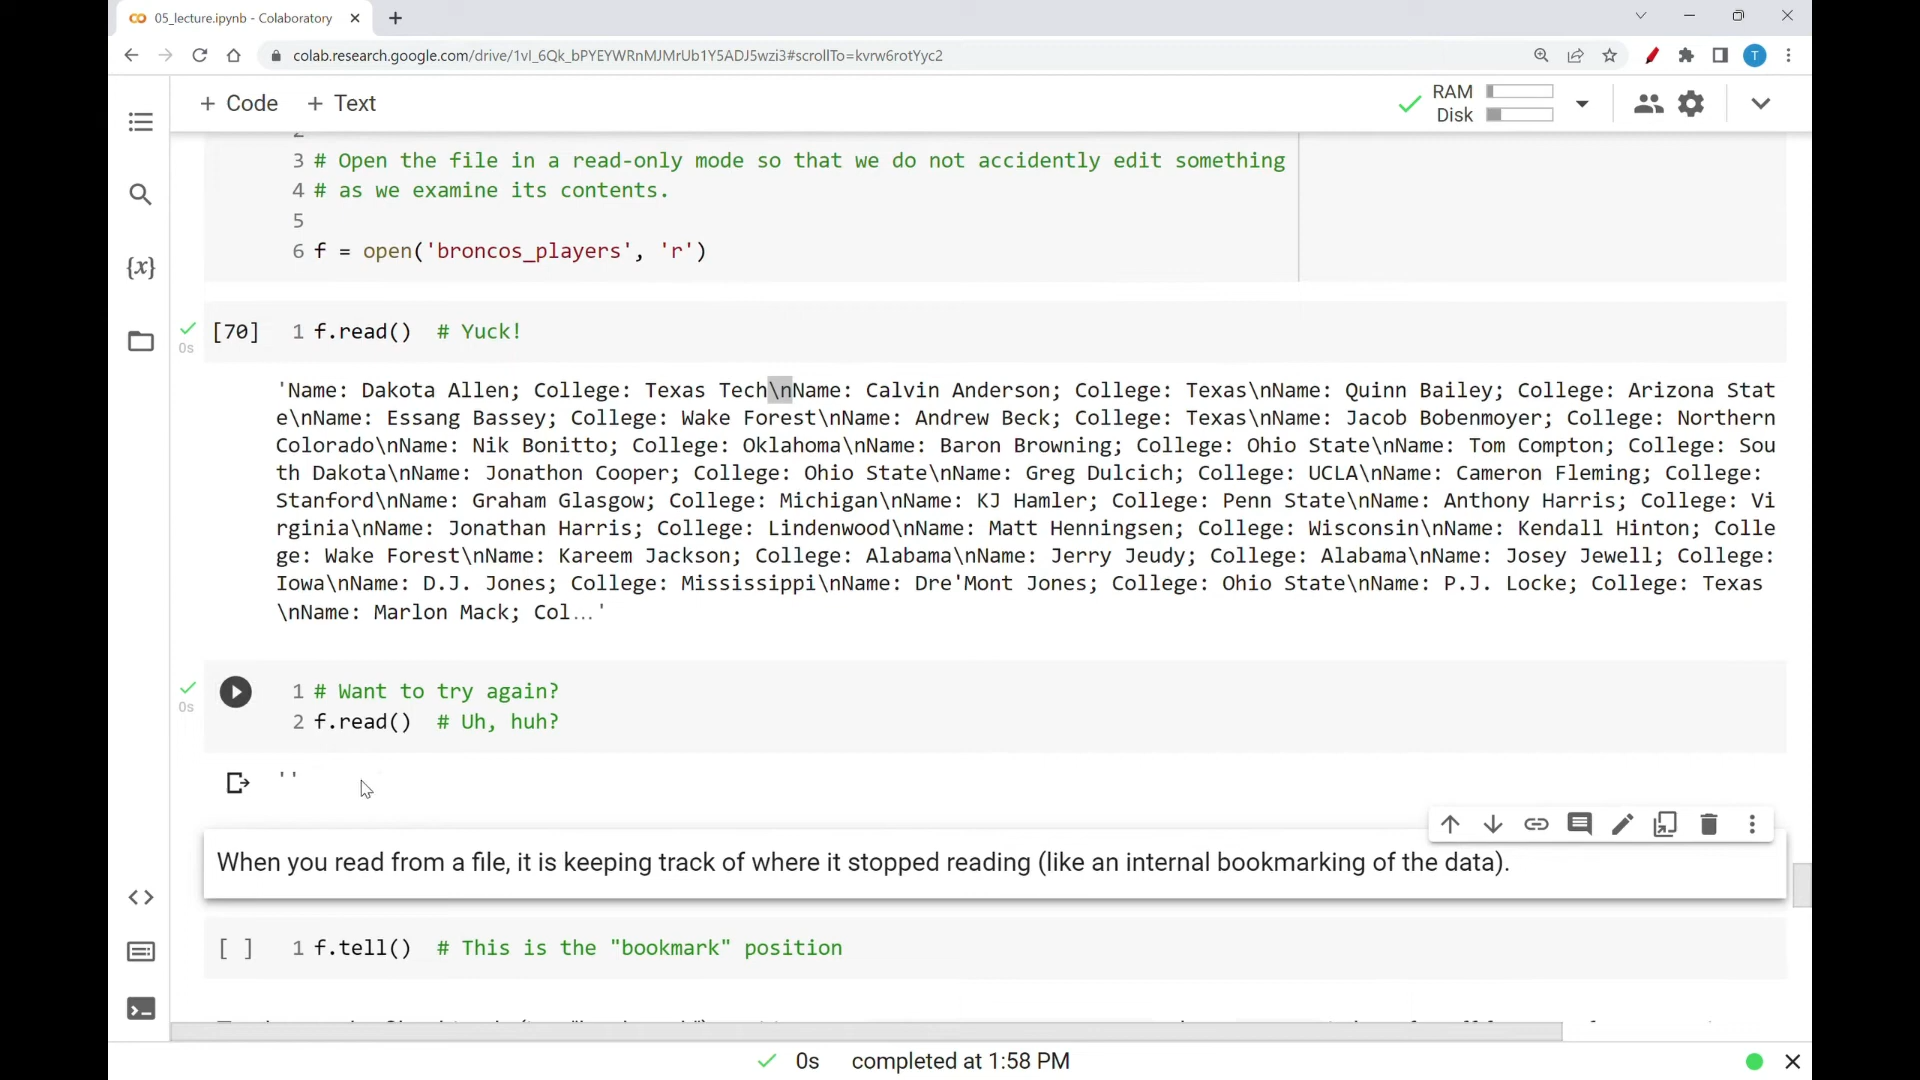 05_lecture.ipynb - Colaboratory
colab.research.google.com/drive/1vI_6Qk_bPYEYWRnMJMrUb1Y5ADJ5wzi3#scrollTo=kvrw6rotYyc2
T
+ Code + Text
RAM
Disk
2
3 # Open the file in a read-only mode so that we do not accidently edit something
4 # as we examine its contents.
5
6 f = open('broncos_players', 'r')
{x}
0s
[70] 1 f.read() # Yuck!
'Name: Dakota Allen; College: Texas Tech\nName: Calvin Anderson; College: Texas\nName: Quinn Bailey; College: Arizona Stat
e\nName: Essang Bassey; College: Wake Forest\nName: Andrew Beck; College: Texas\nName: Jacob Bobenmoyer; College: Northern
Colorado\nName: Nik Bonitto; College: Oklahoma\nName: Baron Browning; College: Ohio State\nName: Tom Compton; College: Sou
th Dakota\nName: Jonathon Cooper; College: Ohio State\nName: Greg Dulcich; College: UCLA\nName: Cameron Fleming; College:
Stanford\nName: Graham Glasgow; College: Michigan\nName: KJ Hamler; College: Penn State\nName: Anthony Harris; College: Vi
rginia\nName: Jonathan Harris; College: Lindenwood\nName: Matt Henningsen; College: Wisconsin\nName: Kendall Hinton; Colle
ge: Wake Forest\nName: Kareem Jackson; College: Alabama\nName: Jerry Jeudy; College: Alabama\nName: Josey Jewell; College:
Iowa\nName: D.J. Jones; College: Mississippi\nName: Dre'Mont Jones; College: Ohio State\nName: P.J. Locke; College: Texas
\nName: Marlon Mack; Col...'
0s
1 # Want to try again?
2 f.read() # Uh, huh?
''
When you read from a file, it is keeping track of where it stopped reading (like an internal bookmarking of the data).
[ ] 1 f.tell() # This is the "bookmark" position
0s completed at 1:58 PM